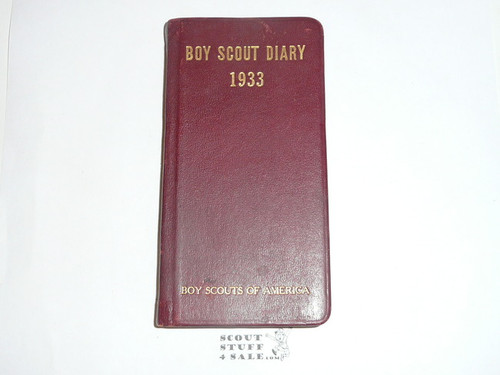 BOY SCOUT DIARY
1933
BOY SCOUTS OF AMERICA
SCOUT
STUFF
4 SALE.COM